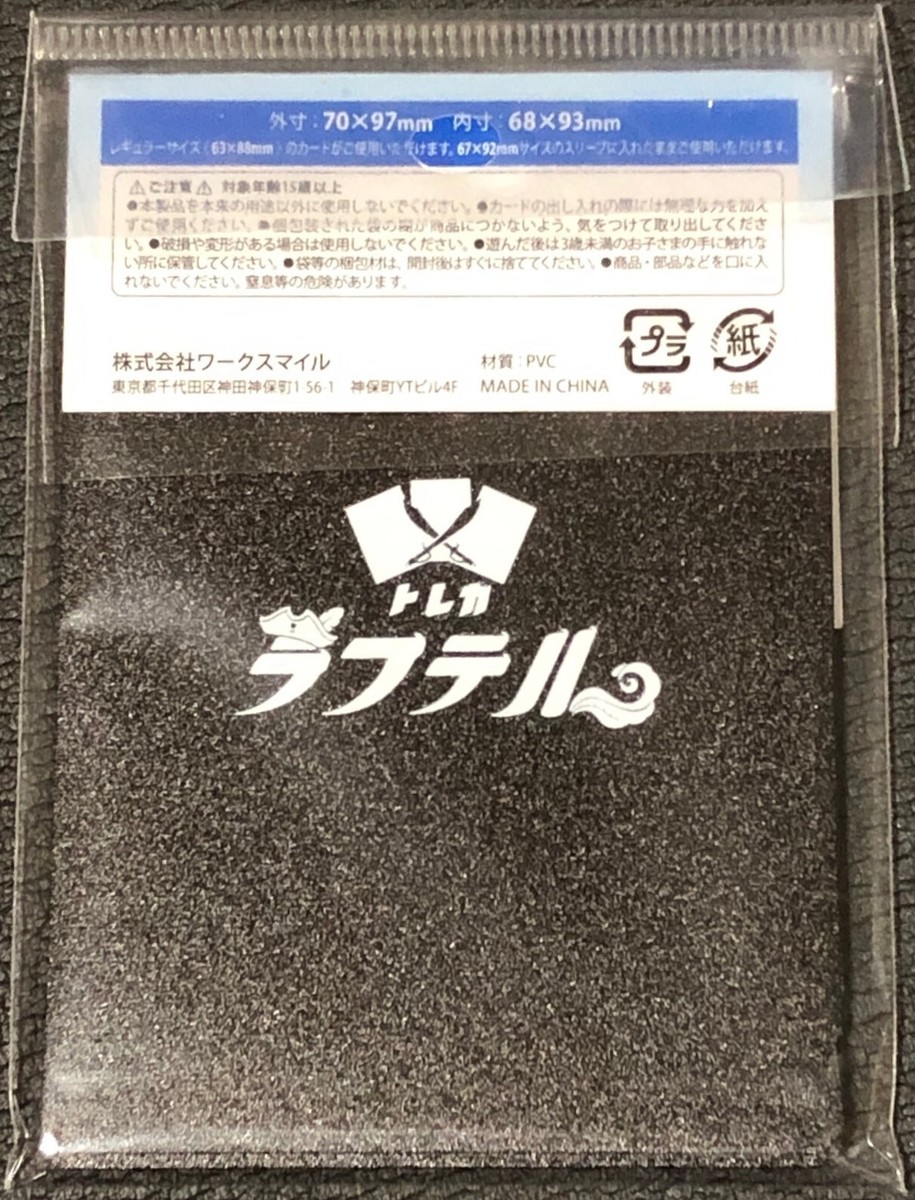 外寸：70×97mm　内寸：68×93mm
レギュラーサイズ（63×88mm）のカードがご使用いただけます。67×92mmサイズのスリーブに入れたままご使用いただけます。
⚠ご注意⚠ 対象年齢15歳以上
●本製品を本来の用途以外に使用しないでください。●カードの出し入れの際には無理な力を加え
ずご使用ください。●個包装された袋の糊が商品につかないよう、気をつけて取り出してくださ
い。●破損や変形がある場合は使用しないでください。●遊んだ後は3歳未満のお子さまの手に触れな
い所に保管してください。●袋等の梱包材は、開封後はすぐに捨ててください。●商品・部品などを口に入
れないでください。窒息等の危険があります。
プラ
紙
外装
台紙
株式会社ワークスマイル
材質：PVC
東京都千代田区神田神保町1-56-1　神保町YTビル4F
MADE IN CHINA
トレカ
ラフテル